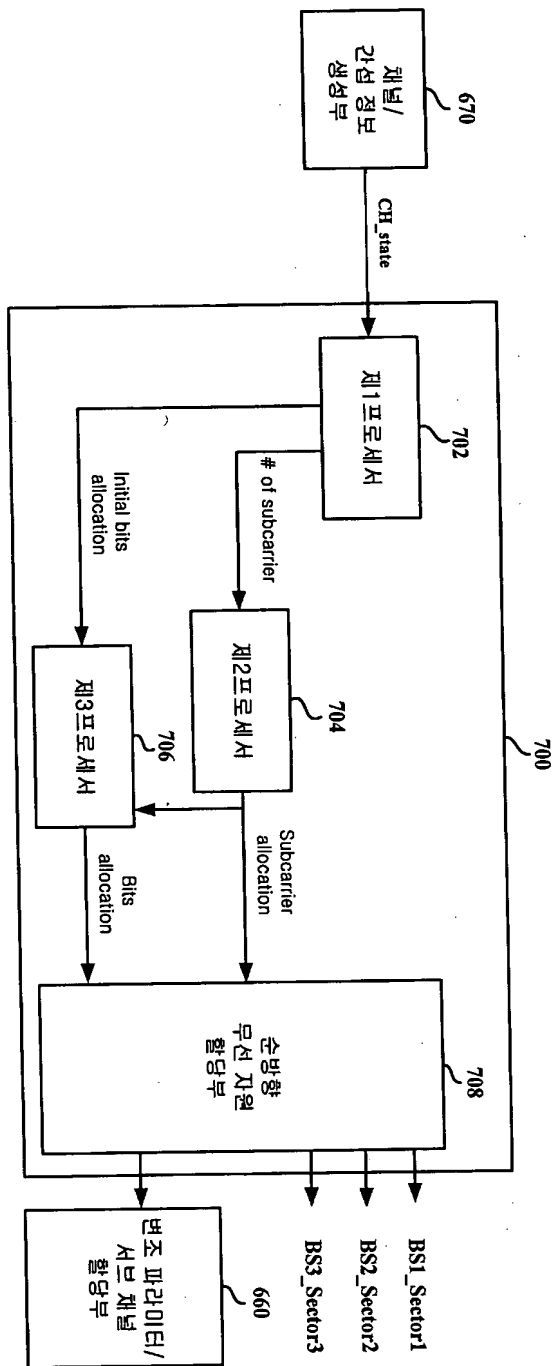 채널/
간섭 정보
생성부
670
CH_state
700
제1프로세서
702
# of subcarrier
Initial bits
allocation
제2프로세서
704
제3프로세서
706
Subcarrier
allocation
Bits
allocation
순방향
무선 자원
할당부
708
BS1_Sector1
BS2_Sector2
BS3_Sector3
변조 파라미터/
서브 채널
할당부
660